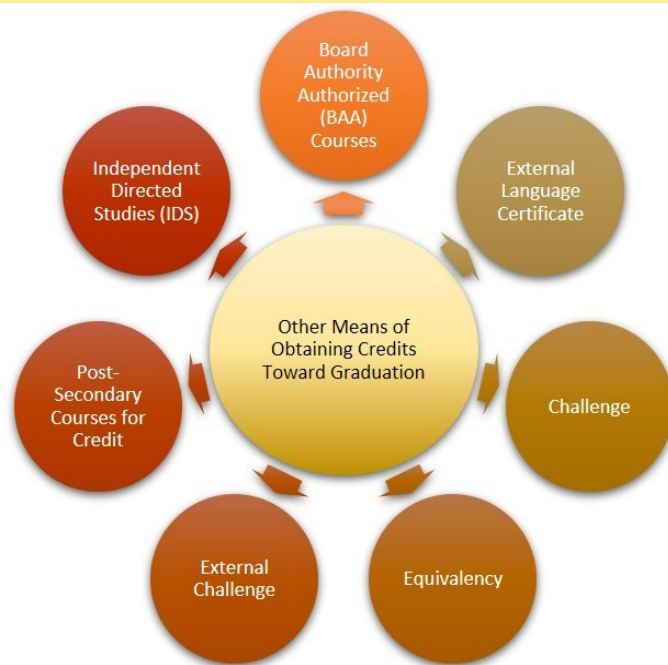 Board
Authority
Authorized
(BAA)
Courses
External
Language
Certificate
Challenge
Equivalency
External
Challenge
Post-
Secondary
Courses for
Credit
Independent
Directed
Studies (IDS)
Other Means of
Obtaining Credits
Toward Graduation